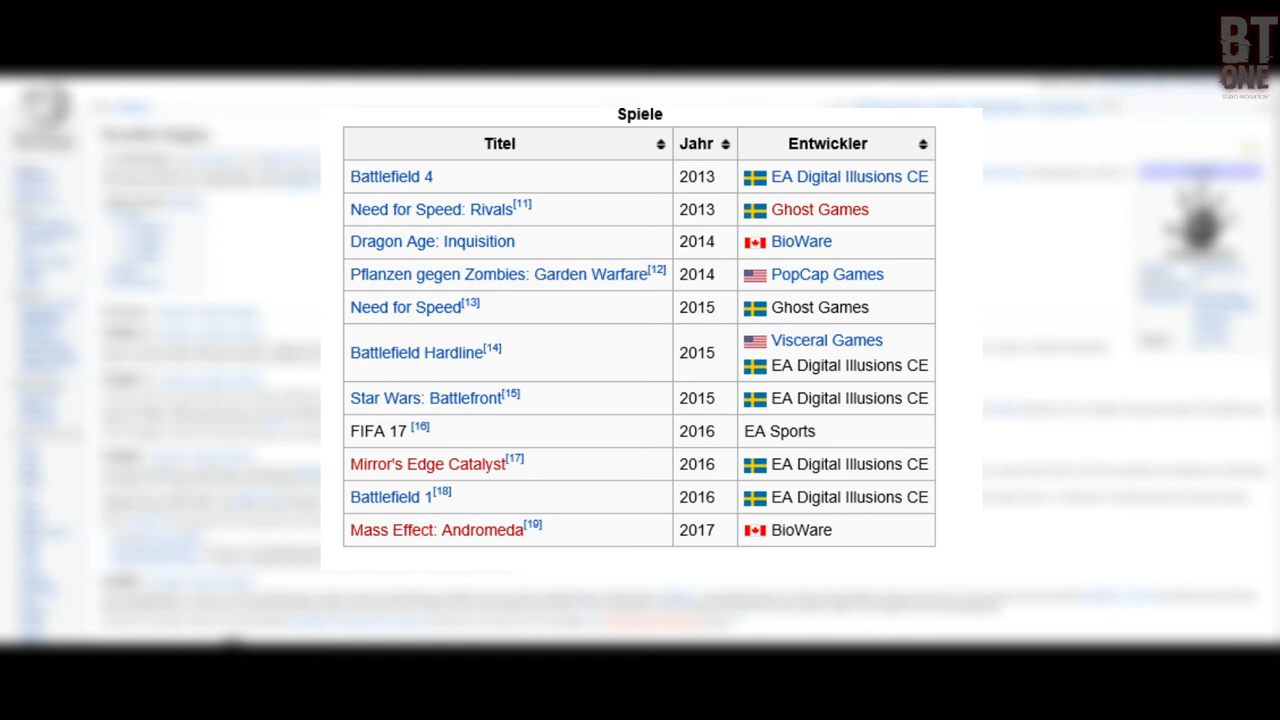 BT
ONE
STUDIO PRODUKTION
Spiele
Titel Jahr Entwickler
Battlefield 4 2013 EA Digital Illusions CE
Need for Speed: Rivals[11] 2013 Ghost Games
Dragon Age: Inquisition 2014 BioWare
Pflanzen gegen Zombies: Garden Warfare[12] 2014 PopCap Games
Need for Speed[13] 2015 Ghost Games
Battlefield Hardline[14] 2015 Visceral Games
EA Digital Illusions CE
Star Wars: Battlefront[15] 2015 EA Digital Illusions CE
FIFA 17 [16] 2016 EA Sports
Mirror's Edge Catalyst[17] 2016 EA Digital Illusions CE
Battlefield 1[18] 2016 EA Digital Illusions CE
Mass Effect: Andromeda[19] 2017 BioWare